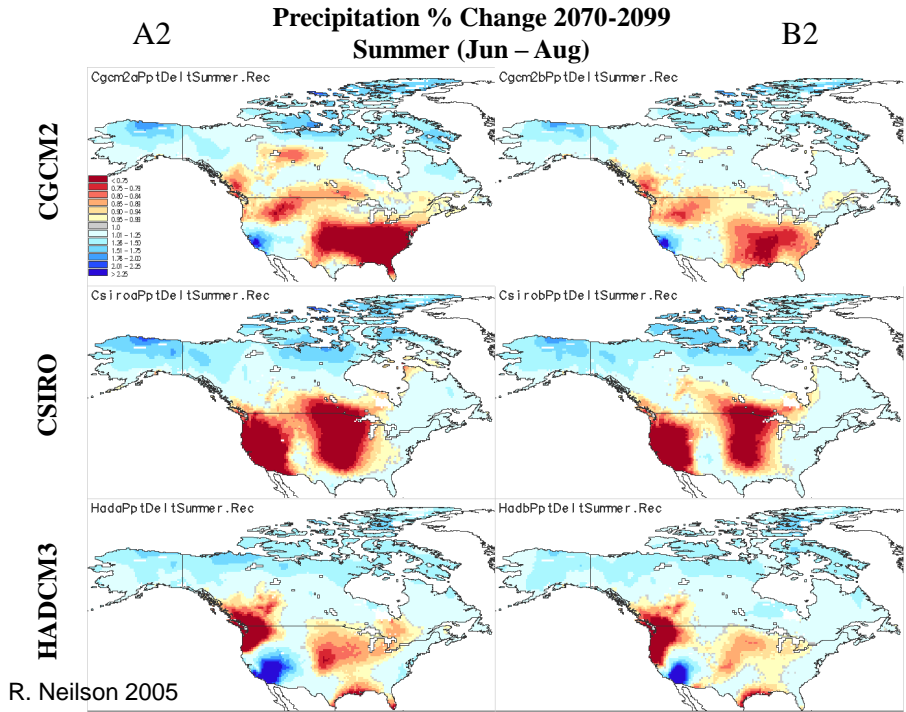 Precipitation % Change 2070-2099
A2
Summer (Jun – Aug)
B2
CGCM2
Cgcm2aPptDeltSummer.Rec
Cgcm2bPptDeltSummer.Rec
< 0.75
0.75 - 0.79
0.80 - 0.84
0.85 - 0.89
0.90 - 0.94
0.95 - 0.99
1.0
1.01 - 1.25
1.26 - 1.50
1.51 - 1.75
1.76 - 2.00
2.01 - 2.25
> 2.25
CSIRO
CsiroaPptDeltSummer.Rec
CsirobPptDeltSummer.Rec
HADCM3
HadaPptDeltSummer.Rec
HadbPptDeltSummer.Rec
R. Neilson 2005